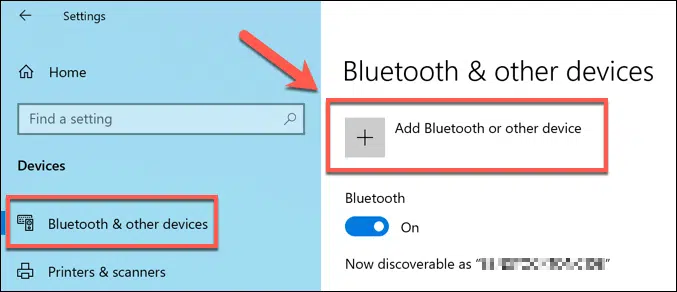 Settings
Home
Find a setting
Devices
Bluetooth & other devices
Printers & scanners
Bluetooth & other devices
Add Bluetooth or other device
Bluetooth
On
Now discoverable as "